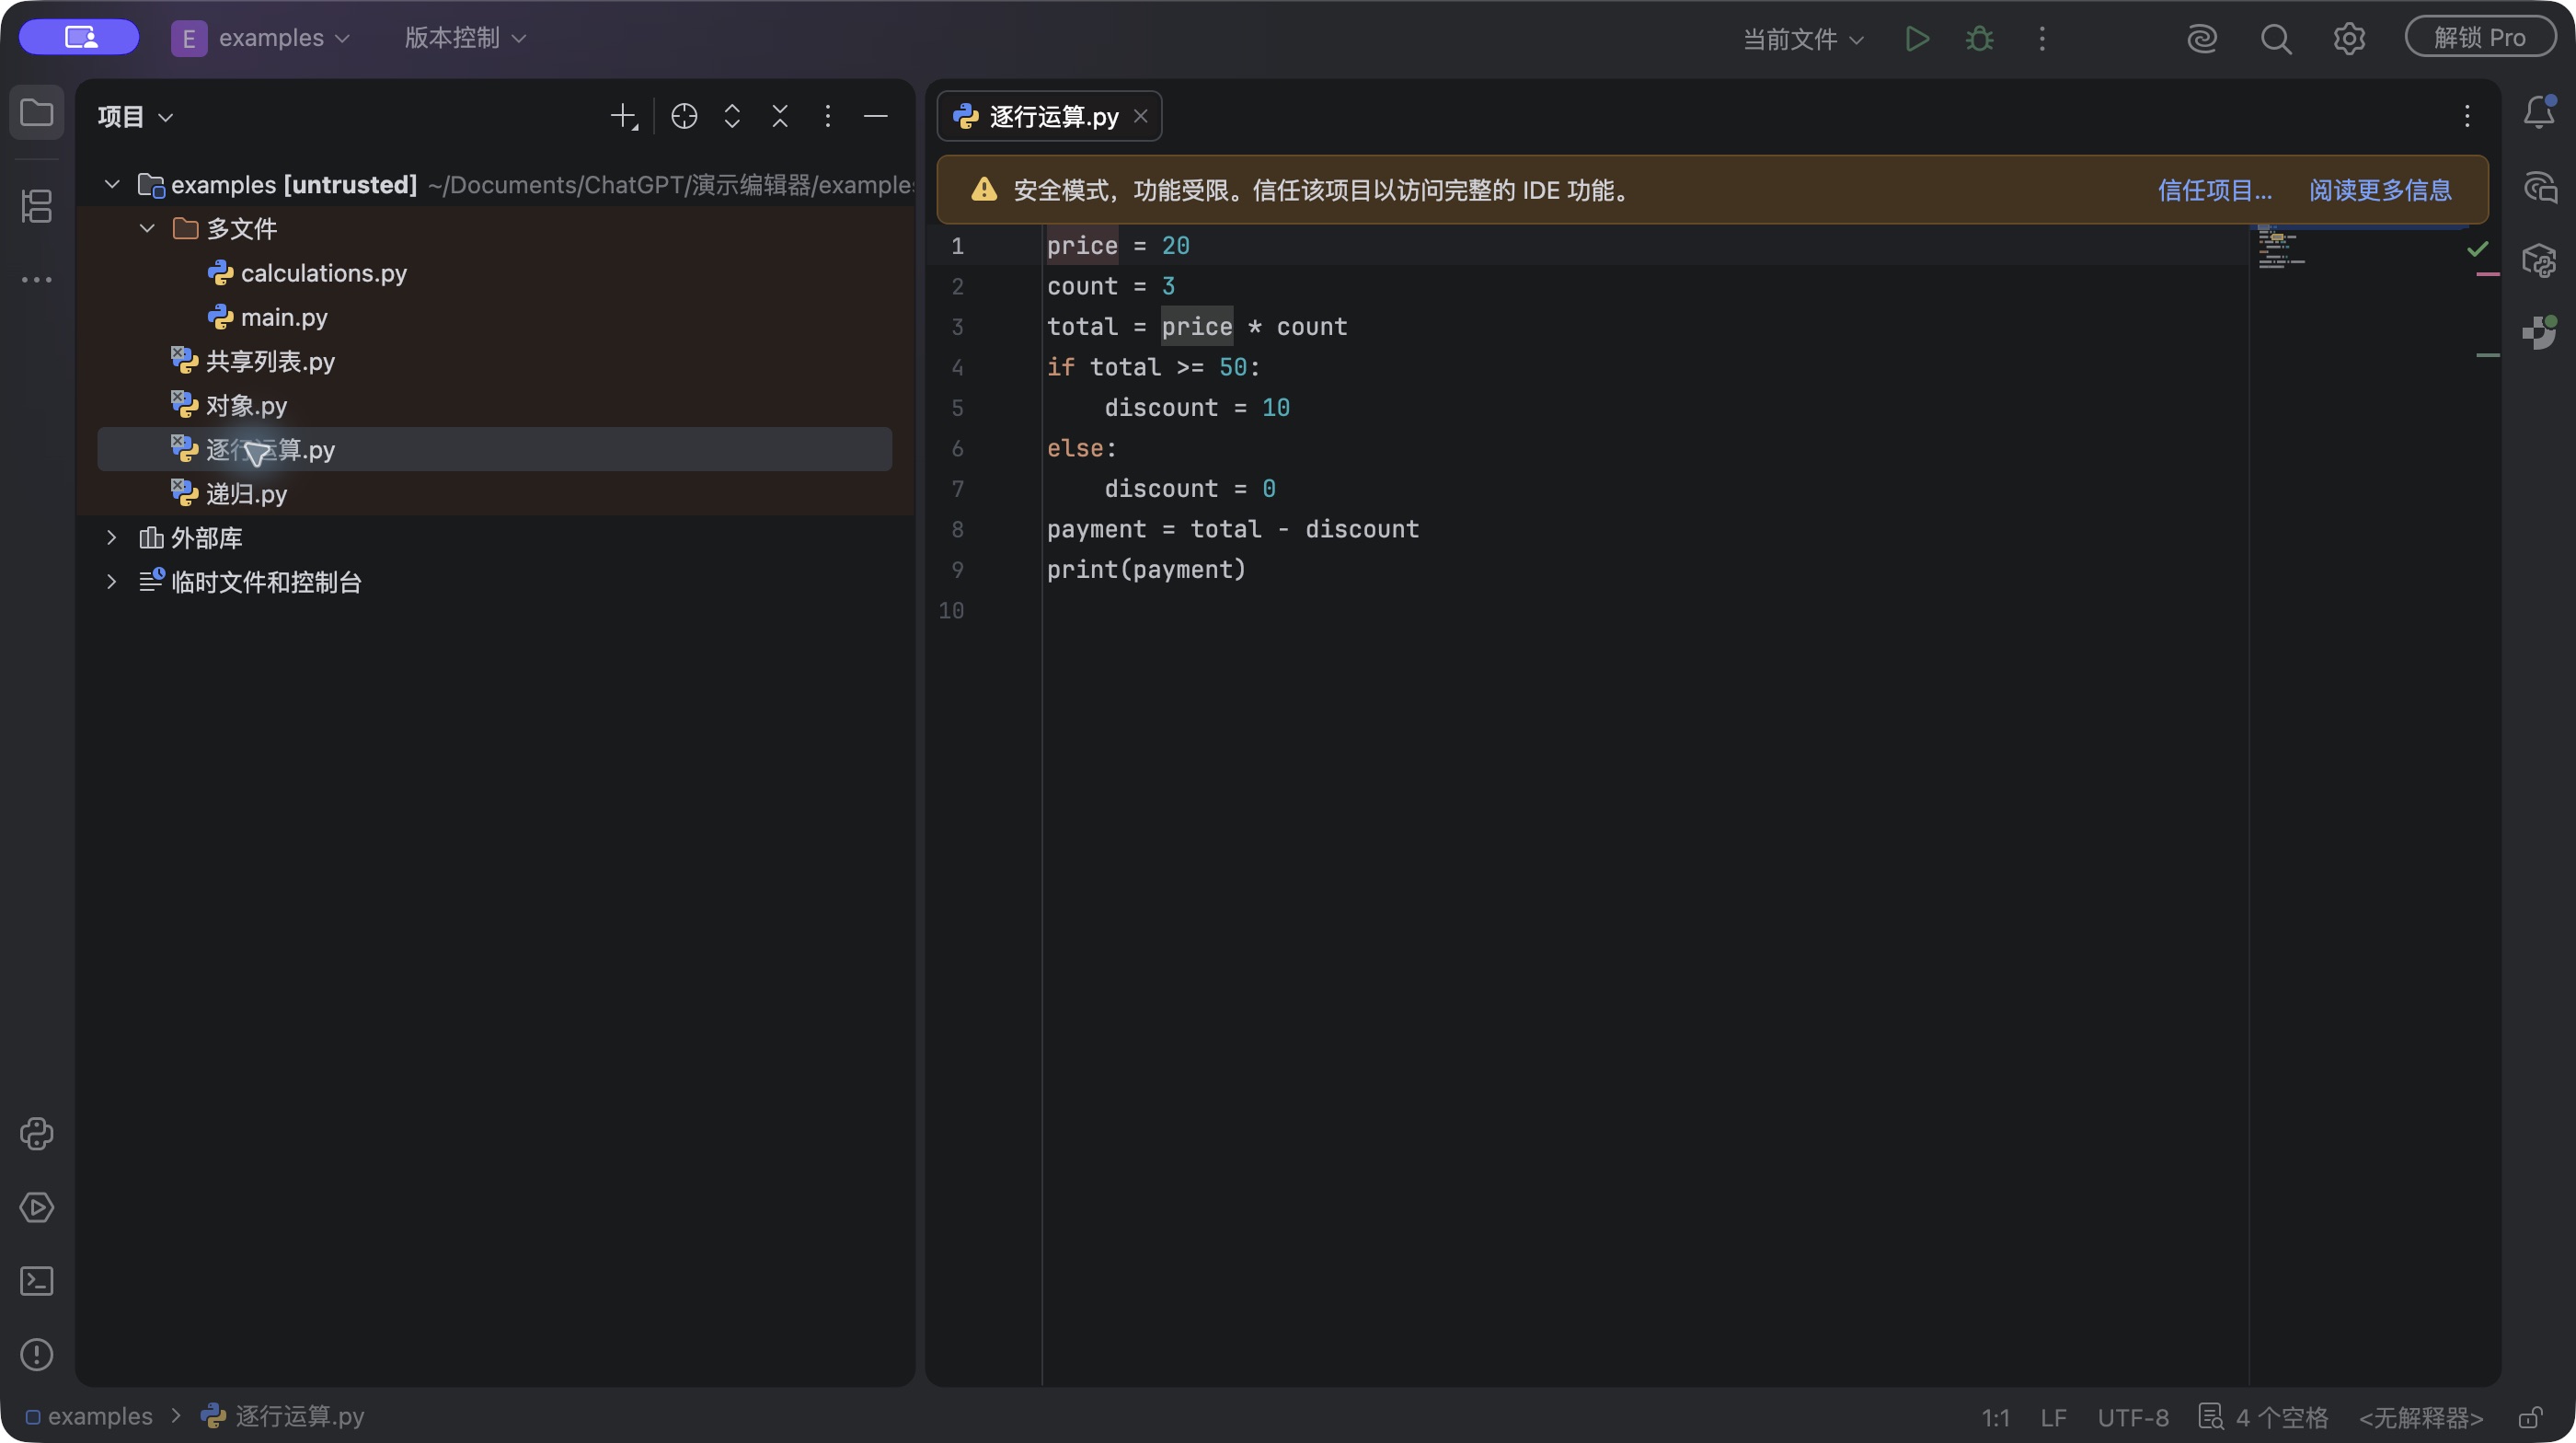 E examples 版本控制 当前文件 解锁 Pro
项目
逐行运算.py
examples [untrusted] ~/Documents/ChatGPT/演示编辑器/examples
安全模式，功能受限。信任该项目以访问完整的 IDE 功能。 信任项目... 阅读更多信息
多文件
calculations.py
main.py
共享列表.py
对象.py
逐行运算.py
递归.py
外部库
临时文件和控制台
1 price = 20
2 count = 3
3 total = price * count
4 if total >= 50:
5     discount = 10
6 else:
7     discount = 0
8 payment = total - discount
9 print(payment)
10
examples > 逐行运算.py 1:1 LF UTF-8 4 个空格 <无解释器>